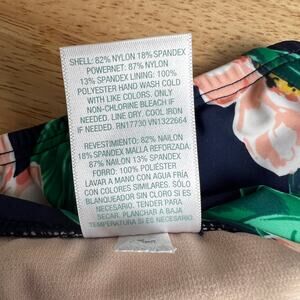 SHELL: 82% NYLON 18% SPANDEX
POWERNET: 87% NYLON
13% SPANDEX LINING: 100%
POLYESTER HAND WASH COLD
WITH LIKE COLORS. ONLY
NON-CHLORINE BLEACH IF
NEEDED. LINE DRY. COOL IRON
IF NEEDED. RN17730 VN1322664
REVESTIMIENTO: 82% NAILON
18% SPANDEX MALLA REFORZADA:
87% NAILON 13% SPANDEX
FORRO: 100% POLIÉSTER
LAVAR A MANO CON AGUA FRÍA
CON COLORES SIMILARES. SÓLO
BLANQUEADOR SIN CLORO SI ES
NECESARIO. TENDER PARA
SECAR. PLANCHAR A BAJA
TEMPERATURA SI ES NECESARIO.